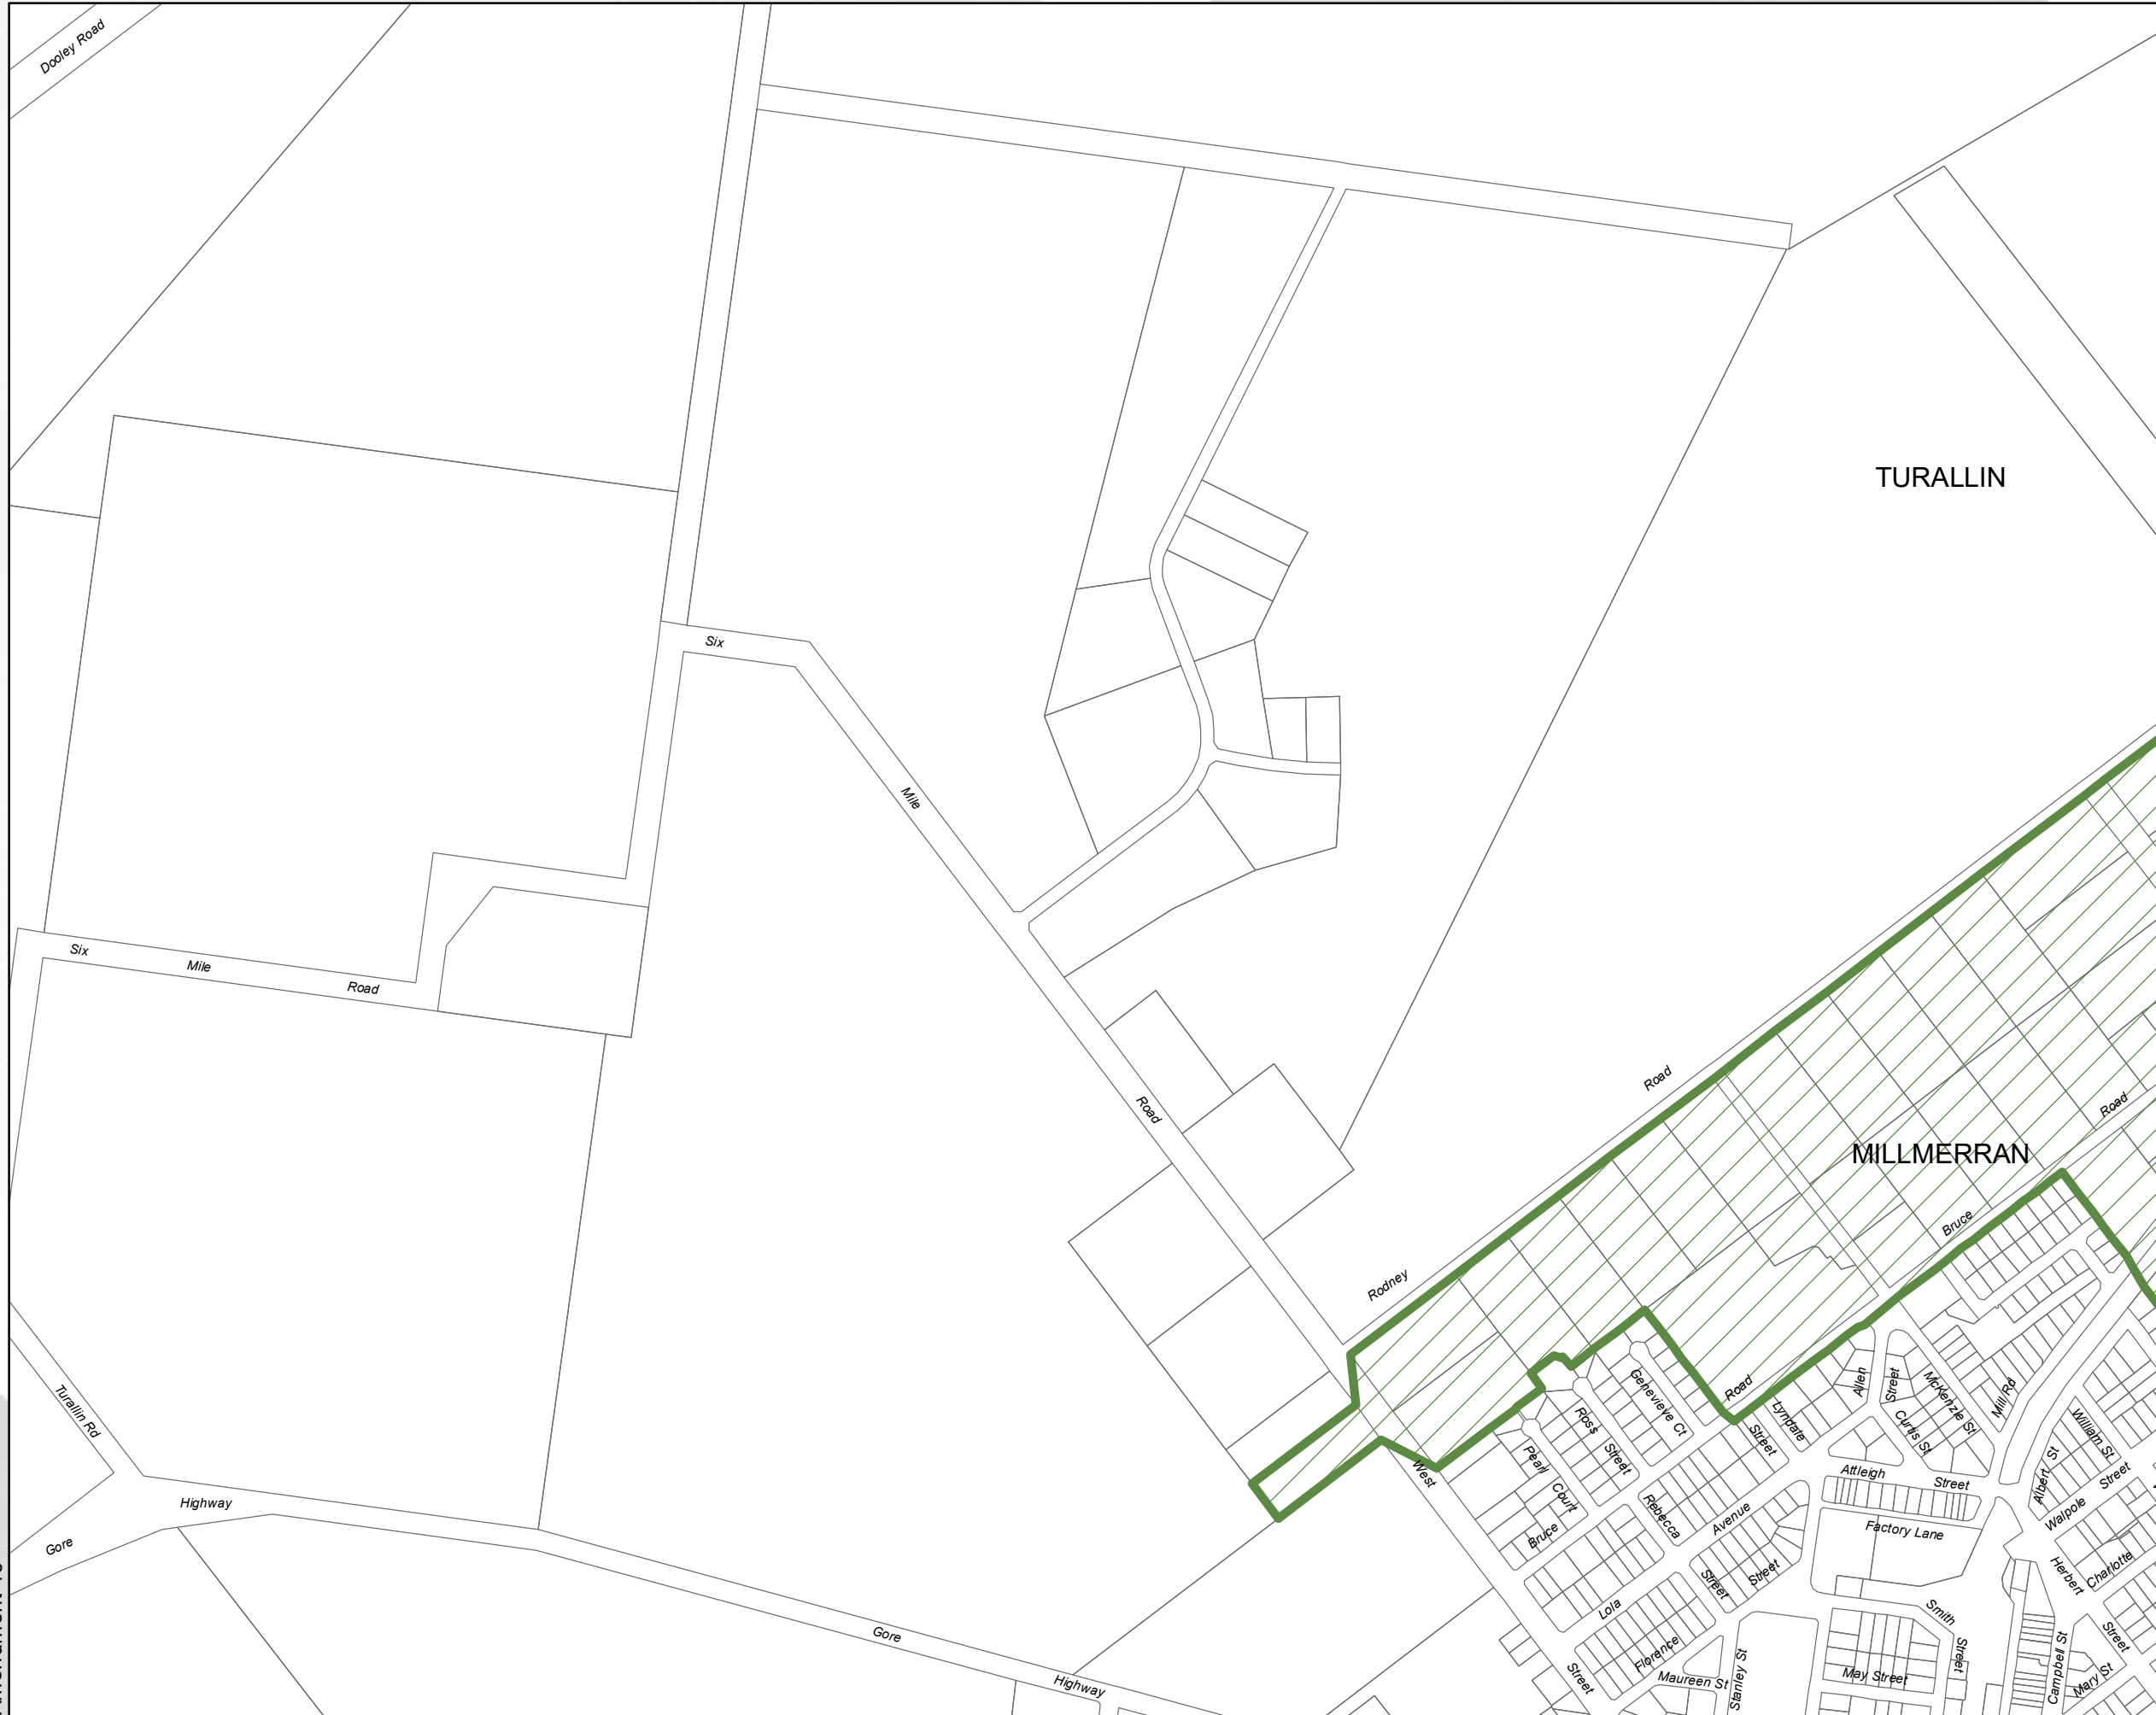 Dooley Road
TURALLIN
Six
Mile
Six
Mile
Road
Road
Road
Road
MILLMERRAN
Bruce
Rodney
Road
Allen
Street
McKenzie St
Mill Rd
Curtis St
Lyndale
Street
Genevieve Ct
Ross
Street
Pearl
Court
West
Bruce
Rebecca
Street
Avenue
Street
Attleigh
Street
Factory Lane
Albert St
William St
Walpole
Street
Herbert
Street
Charlotte
Turallin Rd
Highway
Gore
Gore
Highway
Lola
Florence
Street
Maureen St
Stanley St
May Street
Smith
Street
Campbell St
Mary St